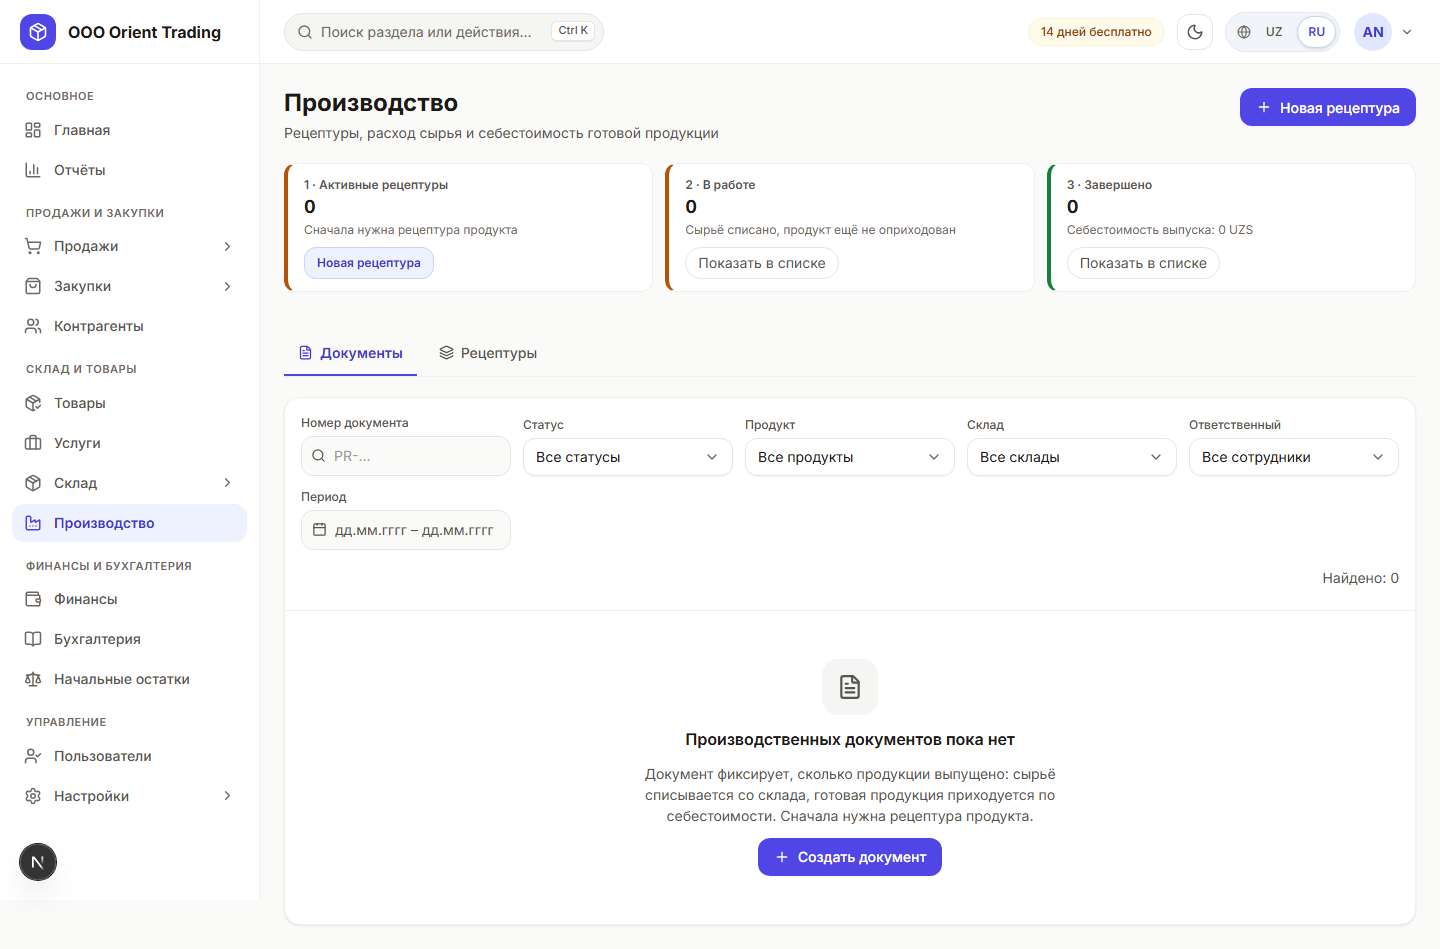 ООО Orient Trading
Поиск раздела или действия...
Ctrl K
14 дней бесплатно
UZ
RU
AN
ОСНОВНОЕ
Главная
Отчёты
ПРОДАЖИ И ЗАКУПКИ
Продажи
Закупки
Контрагенты
СКЛАД И ТОВАРЫ
Товары
Услуги
Склад
Производство
ФИНАНСЫ И БУХГАЛТЕРИЯ
Финансы
Бухгалтерия
Начальные остатки
УПРАВЛЕНИЕ
Пользователи
Настройки
N
Производство
Рецептуры, расход сырья и себестоимость готовой продукции
Новая рецептура
1 · Активные рецептуры
0
Сначала нужна рецептура продукта
Новая рецептура
2 · В работе
0
Сырьё списано, продукт ещё не оприходован
Показать в списке
3 · Завершено
0
Себестоимость выпуска: 0 UZS
Показать в списке
Документы
Рецептуры
Номер документа
PR-...
Статус
Все статусы
Продукт
Все продукты
Склад
Все склады
Ответственный
Все сотрудники
Период
дд.мм.гггг – дд.мм.гггг
Найдено: 0
Производственных документов пока нет
Документ фиксирует, сколько продукции выпущено: сырьё
списывается со склада, готовая продукция приходуется по
себестоимости. Сначала нужна рецептура продукта.
Создать документ